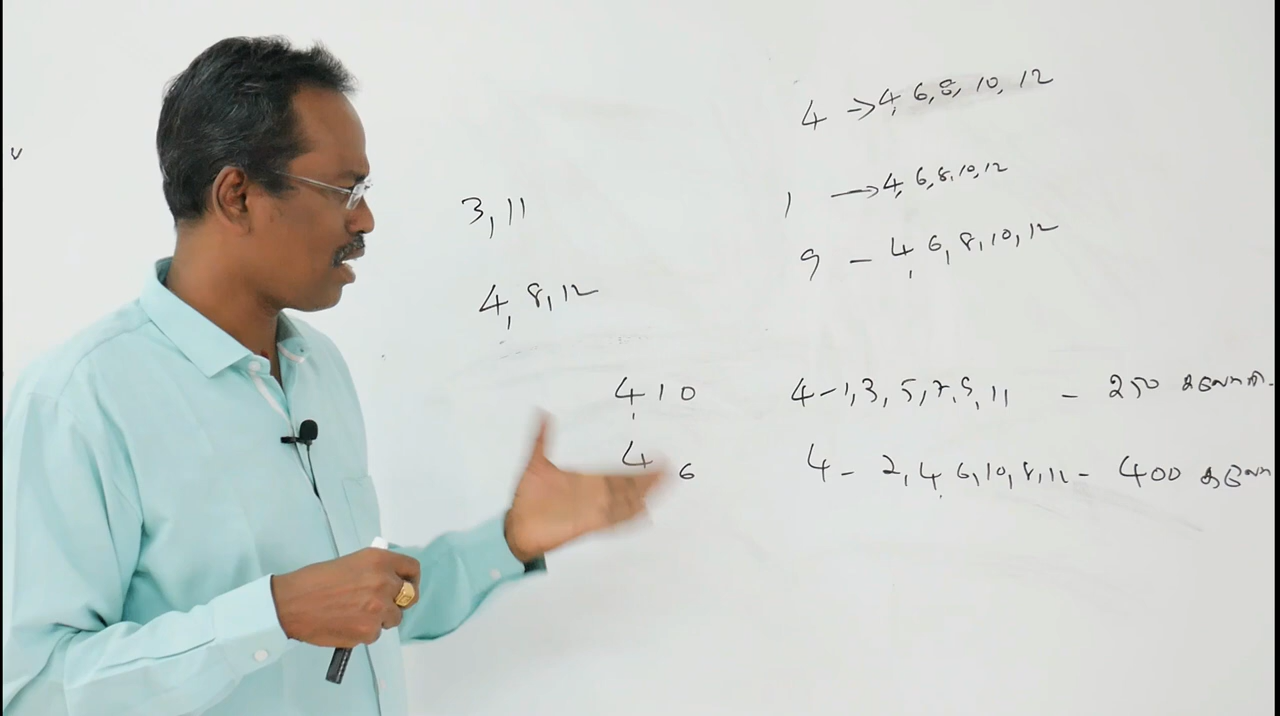 4 → 4, 6, 8, 10, 12
1 → 4, 6, 8, 10, 12
3, 11
9 - 4, 6, 8, 10, 12
4, 8, 12
4, 10
4 - 1, 3, 5, 7, 9, 11 - 250
4, 6
4 - 2, 4, 6, 10, 8, 12 - 400